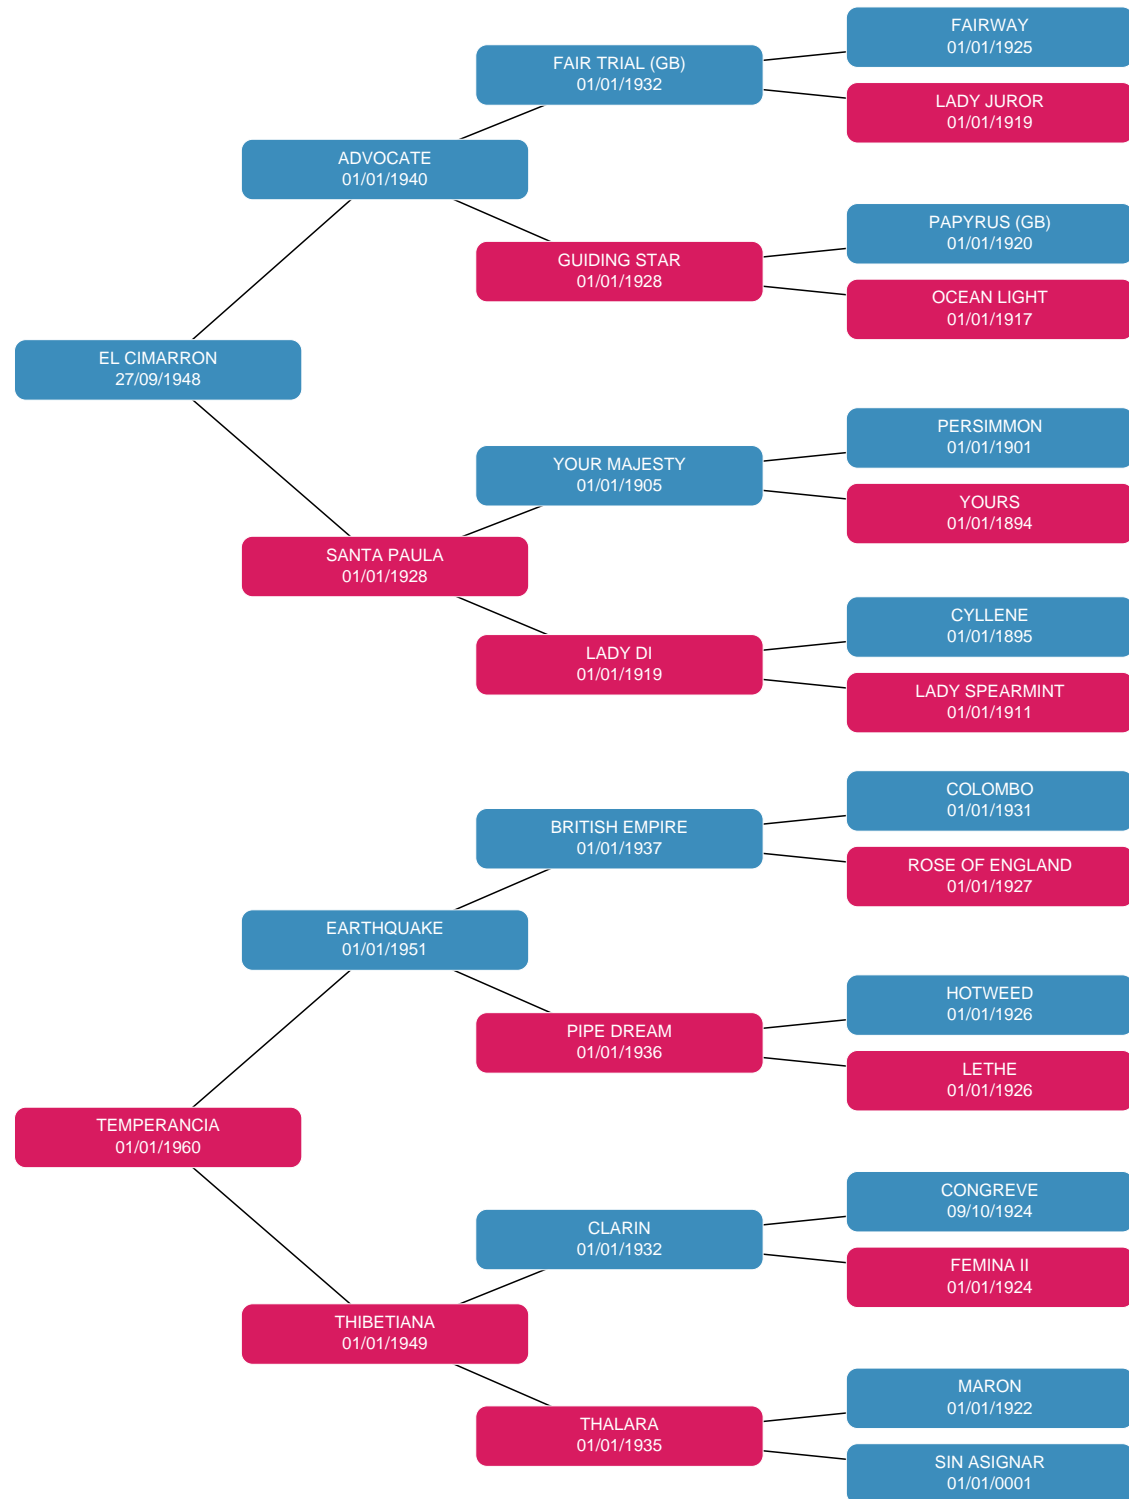 FAIRWAY
01/01/1925
FAIR TRIAL (GB)
01/01/1932
LADY JUROR
01/01/1919
ADVOCATE
01/01/1940
PAPYRUS (GB)
01/01/1920
GUIDING STAR
01/01/1928
OCEAN LIGHT
01/01/1917
EL CIMARRON
27/09/1948
PERSIMMON
01/01/1901
YOUR MAJESTY
01/01/1905
YOURS
01/01/1894
SANTA PAULA
01/01/1928
CYLLENE
01/01/1895
LADY DI
01/01/1919
LADY SPEARMINT
01/01/1911
COLOMBO
01/01/1931
BRITISH EMPIRE
01/01/1937
ROSE OF ENGLAND
01/01/1927
EARTHQUAKE
01/01/1951
HOTWEED
01/01/1926
PIPE DREAM
01/01/1936
LETHE
01/01/1926
TEMPERANCIA
01/01/1960
CONGREVE
09/10/1924
CLARIN
01/01/1932
FEMINA II
01/01/1924
THIBETIANA
01/01/1949
MARON
01/01/1922
THALARA
01/01/1935
SIN ASIGNAR
01/01/0001